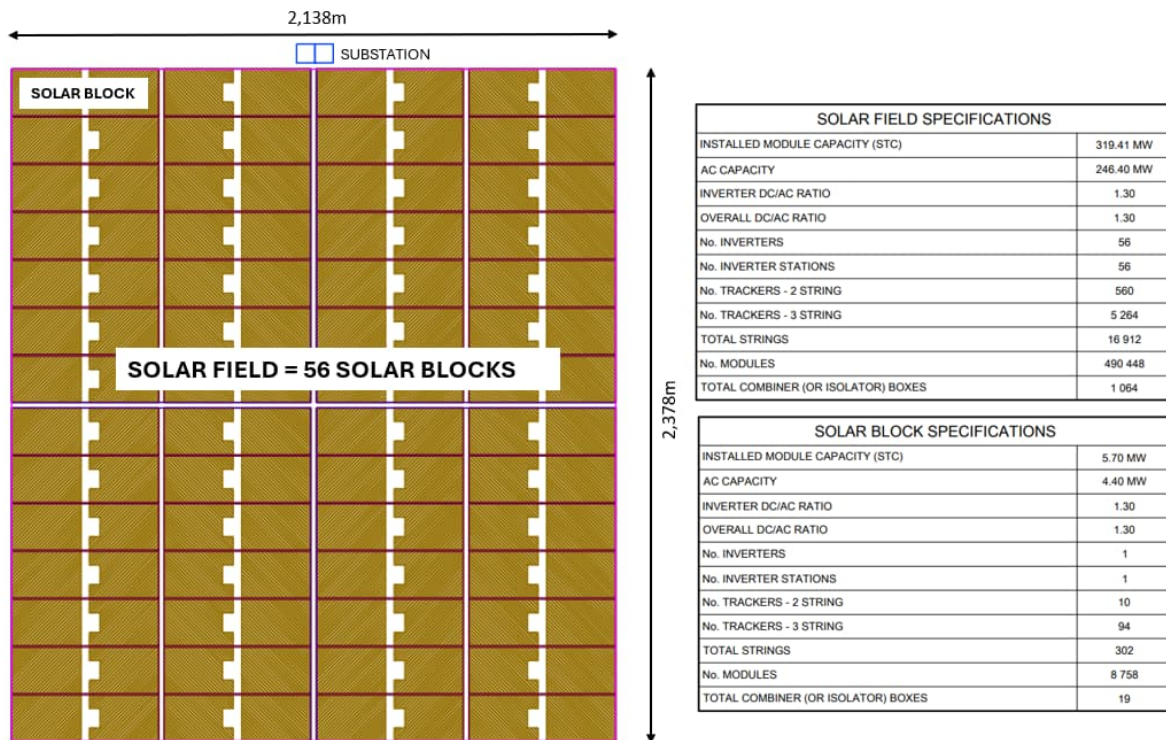 2,138m
SUBSTATION
SOLAR BLOCK
SOLAR FIELD = 56 SOLAR BLOCKS
2,378m
SOLAR FIELD SPECIFICATIONS
INSTALLED MODULE CAPACITY (STC) 319.41 MW
AC CAPACITY 246.40 MW
INVERTER DC/AC RATIO 1.30
OVERALL DC/AC RATIO 1.30
No. INVERTERS 56
No. INVERTER STATIONS 56
No. TRACKERS - 2 STRING 560
No. TRACKERS - 3 STRING 5 264
TOTAL STRINGS 16 912
No. MODULES 490 448
TOTAL COMBINER (OR ISOLATOR) BOXES 1 064
SOLAR BLOCK SPECIFICATIONS
INSTALLED MODULE CAPACITY (STC) 5.70 MW
AC CAPACITY 4.40 MW
INVERTER DC/AC RATIO 1.30
OVERALL DC/AC RATIO 1.30
No. INVERTERS 1
No. INVERTER STATIONS 1
No. TRACKERS - 2 STRING 10
No. TRACKERS - 3 STRING 94
TOTAL STRINGS 302
No. MODULES 8 758
TOTAL COMBINER (OR ISOLATOR) BOXES 19